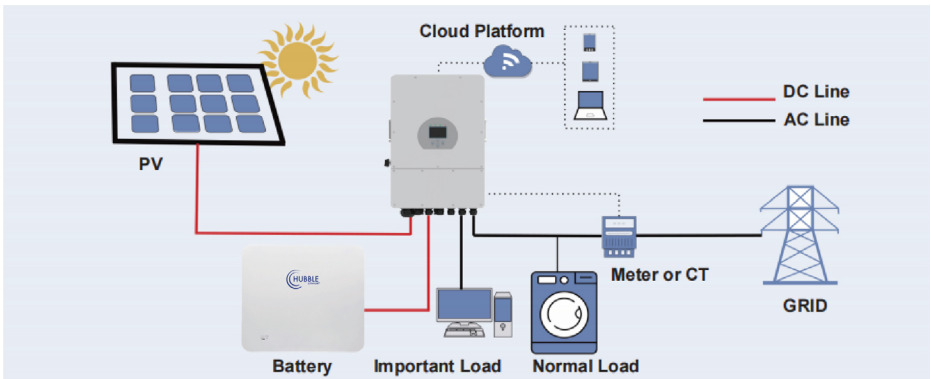 Cloud Platform
DC Line
AC Line
PV
HUBBLE
Meter or CT
GRID
Battery
Important Load
Normal Load